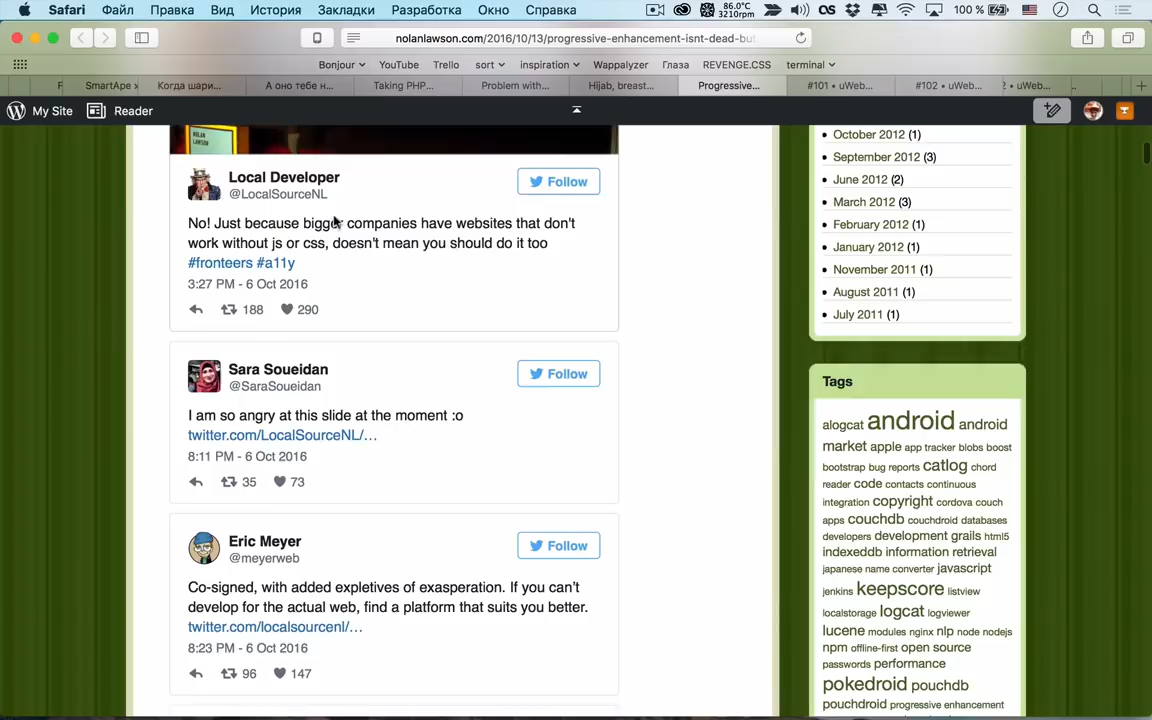 Safari Файл Правка Вид История Закладки Разработка Окно Справка 86.0°C 3210rpm 100 %
nolanlawson.com/2016/10/13/progressive-enhancement-isnt-dead-but
Bonjour YouTube Trello sort inspiration Wappalyzer Глаза REVENGE.CSS terminal
SmartApe Когда шари... А оно тебе н... Taking PHP... Problem with... Hijab, breast... Progressive... #101 • uWeb... #102 • uWeb... • uWeb...
My Site Reader
NOLAN
LAWSON
Local Developer
@LocalSourceNL
Follow
No! Just because bigger companies have websites that don't
work without js or css, doesn't mean you should do it too
#fronteers #a11y
3:27 PM - 6 Oct 2016
188 290
Sara Soueidan
@SaraSoueidan
Follow
I am so angry at this slide at the moment :o
twitter.com/LocalSourceNL/…
8:11 PM - 6 Oct 2016
35 73
Eric Meyer
@meyerweb
Follow
Co-signed, with added expletives of exasperation. If you can't
develop for the actual web, find a platform that suits you better.
twitter.com/localsourcenl/…
8:23 PM - 6 Oct 2016
96 147
October 2012 (1)
September 2012 (3)
June 2012 (2)
March 2012 (3)
February 2012 (1)
January 2012 (1)
November 2011 (1)
August 2011 (1)
July 2011 (1)
Tags
alogcat android android
market apple app tracker blobs boost
bootstrap bug reports catlog chord
reader code contacts continuous
integration copyright cordova couch
apps couchdb couchdroid databases
developers development grails html5
indexeddb information retrieval
japanese name converter javascript
jenkins keepscore listview
localstorage logcat logviewer
lucene modules nginx nlp node nodejs
npm offline-first open source
passwords performance
pokedroid pouchdb
pouchdroid progressive enhancement